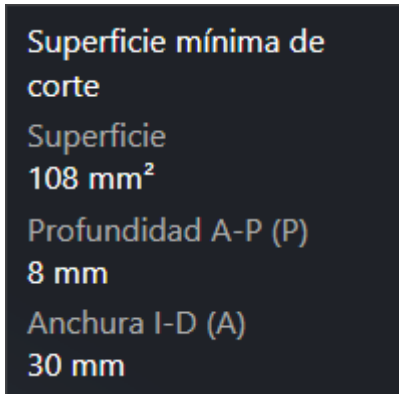 Superficie mínima de
corte
Superficie
108 mm²
Profundidad A-P (P)
8 mm
Anchura I-D (A)
30 mm